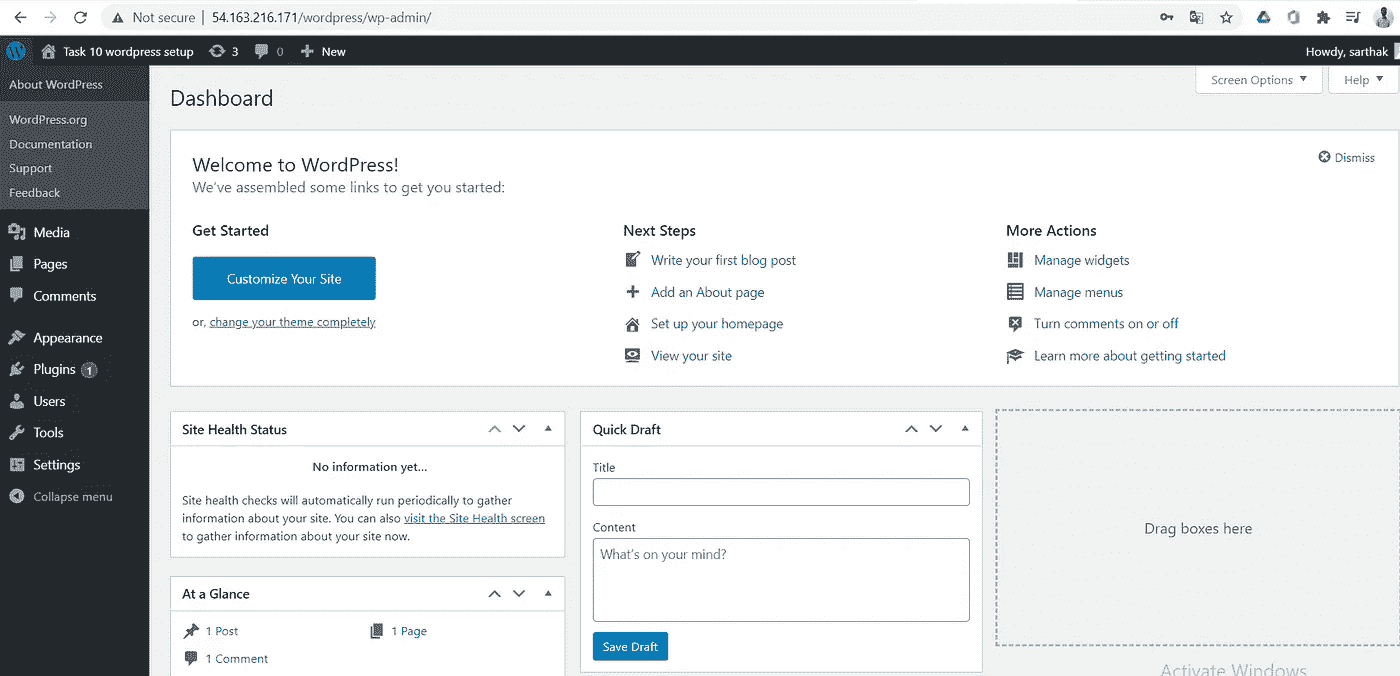 Not secure | 54.163.216.171/wordpress/wp-admin/
Task 10 wordpress setup 3 0 New Howdy, sarthak
About WordPress
WordPress.org
Documentation
Support
Feedback
Media
Pages
Comments
Appearance
Plugins 1
Users
Tools
Settings
Collapse menu
Screen Options Help
Dashboard
Welcome to WordPress!
Dismiss
We've assembled some links to get you started:
Get Started
Customize Your Site
or, change your theme completely
Next Steps
Write your first blog post
Add an About page
Set up your homepage
View your site
More Actions
Manage widgets
Manage menus
Turn comments on or off
Learn more about getting started
Site Health Status
No information yet...
Site health checks will automatically run periodically to gather
information about your site. You can also visit the Site Health screen
to gather information about your site now.
At a Glance
1 Post 1 Page
1 Comment
Quick Draft
Title
Content
What's on your mind?
Save Draft
Drag boxes here
Activate Windows